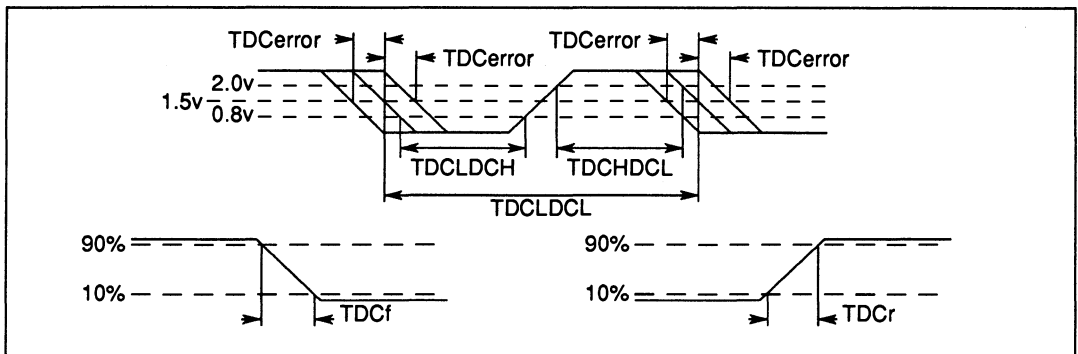 TDCerror TDCerror
TDCerror TDCerror
2.0v
1.5v
0.8v
TDCLDCH TDCHDCL
TDCLDCL
90% 90%
10% 10%
TDCf TDCr